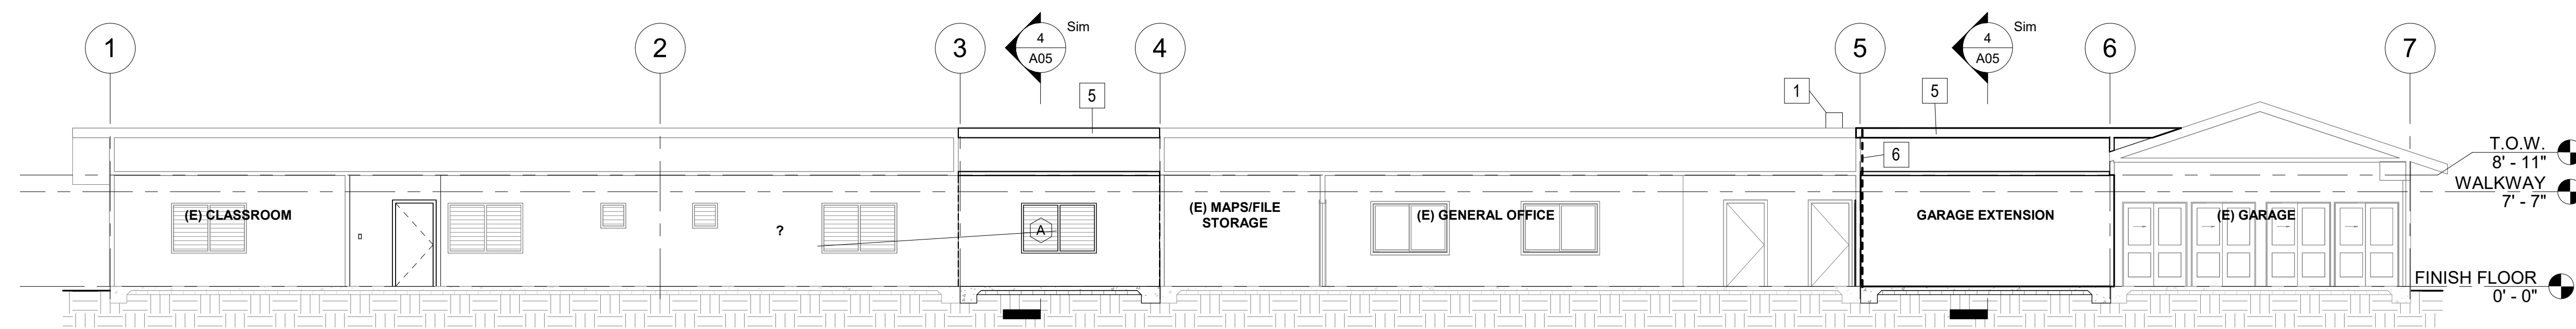 1
2
3
4
A05
Sim
4
5
4
A05
Sim
6
7
5
1
5
6
T.O.W.
8' - 11"
WALKWAY
7' - 7"
FINISH FLOOR
0' - 0"
(E) CLASSROOM
?
A
(E) MAPS/FILE
STORAGE
(E) GENERAL OFFICE
GARAGE EXTENSION
(E) GARAGE